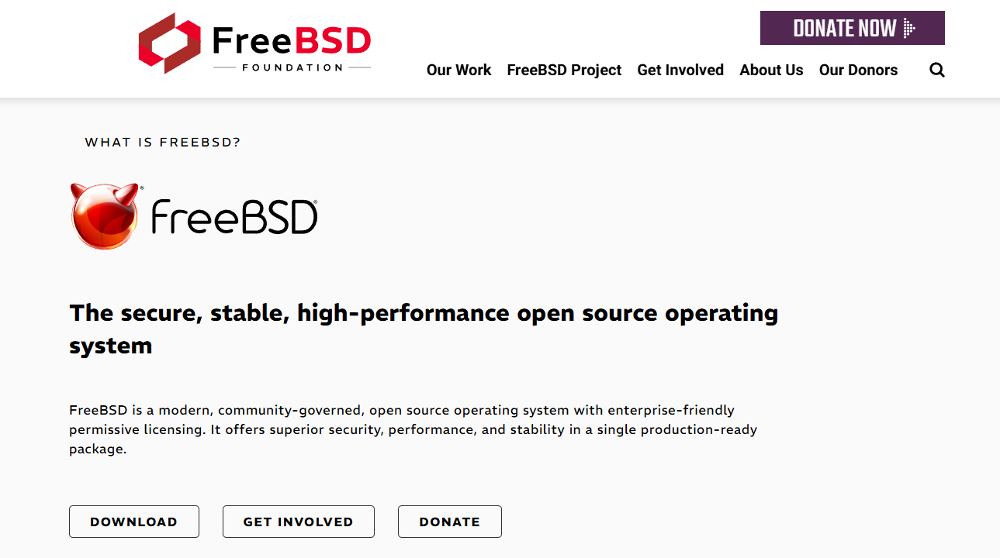 FreeBSD
FOUNDATION
DONATE NOW
Our Work FreeBSD Project Get Involved About Us Our Donors
WHAT IS FREEBSD?
FreeBSD®
The secure, stable, high-performance open source operating
system
FreeBSD is a modern, community-governed, open source operating system with enterprise-friendly
permissive licensing. It offers superior security, performance, and stability in a single production-ready
package.
DOWNLOAD GET INVOLVED DONATE